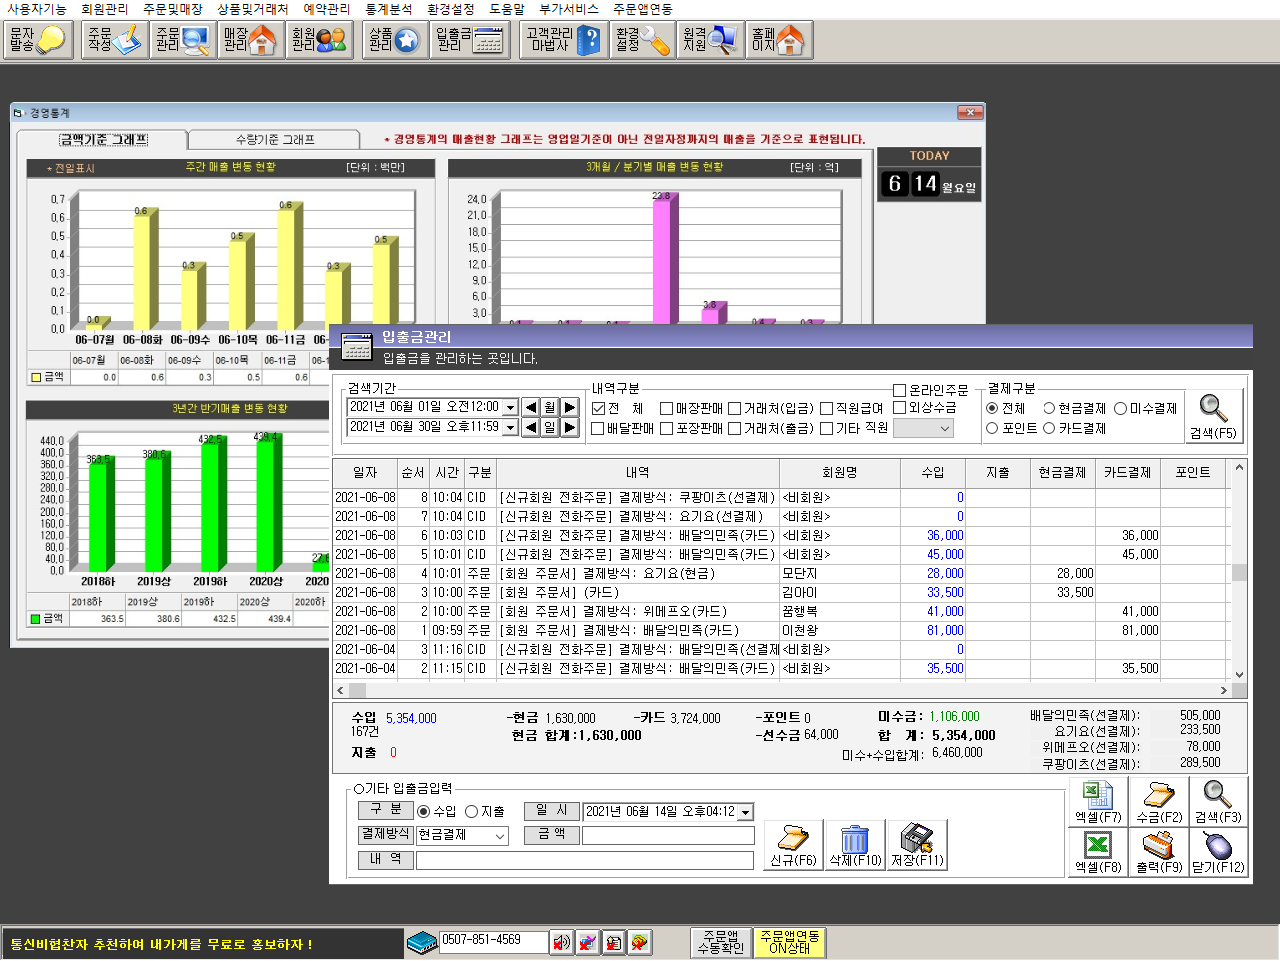 사용자기능 회원관리 주문및매장 상품및거래처 예약관리 통계분석 환경설정 도움말 부가서비스 주문앱연동
문자발송 주문작성 주문관리 매장관리 회원관리 상품관리 입출금관리 고객관리마법사 환경설정 원격지원 홈페이지
경영통계
금액기준 그래프 수량기준 그래프 * 경영통계의 매출현황 그래프는 영업일기준이 아닌 전일자정까지의 매출을 기준으로 표현됩니다.
* 전일표시 주간 매출 변동 현황 [단위 : 백만]
3개월 / 분기별 매출 변동 현황 [단위 : 억]
TODAY
6 14 월요일
0,7
0,6
0,5
0,4
0,3
0,2
0,1
0,0
0.0 0.6 0.3 0.5 0.6 0.3 0.5
06-07월 06-08화 06-09수 06-10목 06-11금
06-07월 06-08화 06-09수 06-10목 06-11금
금액 0.0 0.6 0.3 0.5 0.6
24,0
21,0
18,0
15,0
12,0
9,0
6,0
3,0
23.8 3.8
3년간 반기매출 변동 현황
440,0
400,0
360,0
320,0
280,0
240,0
200,0
160,0
120,0
80,0
40,0
0,0
363.5 380.6 432.5 439.4 27.6
2018하 2019상 2019하 2020상 2020
2018하 2019상 2019하 2020상 2020하
금액 363.5 380.6 432.5 439.4
입출금관리
입출금을 관리하는 곳입니다.
검색기간
2021년 06월 01일 오전12:00 월
2021년 06월 30일 오후11:59 일
내역구분
전 체 매장판매 거래처(입금) 직원급여 온라인주문 외상수금
배달판매 포장판매 거래처(출금) 기타 직원
결제구분
전체 현금결제 미수결제
포인트 카드결제
검색(F5)
일자 순서 시간 구분 내역 회원명 수입 지출 현금결제 카드결제 포인트
2021-06-08 8 10:04 CID [신규회원 전화주문] 결제방식: 쿠팡이츠(선결제) <비회원> 0
2021-06-08 7 10:04 CID [신규회원 전화주문] 결제방식: 요기요(선결제) <비회원> 0
2021-06-08 6 10:03 CID [신규회원 전화주문] 결제방식: 배달의민족(카드) <비회원> 36,000 36,000
2021-06-08 5 10:01 CID [신규회원 전화주문] 결제방식: 배달의민족(카드) <비회원> 45,000 45,000
2021-06-08 4 10:01 주문 [회원 주문서] 결제방식: 요기요(현금) 모단지 28,000 28,000
2021-06-08 3 10:00 주문 [회원 주문서] (카드) 김아이 33,500 33,500
2021-06-08 2 10:00 주문 [회원 주문서] 결제방식: 위메프오(카드) 꿈행복 41,000 41,000
2021-06-08 1 09:59 주문 [회원 주문서] 결제방식: 배달의민족(카드) 이천왕 81,000 81,000
2021-06-04 3 11:16 CID [신규회원 전화주문] 결제방식: 배달의민족(선결제 <비회원> 0
2021-06-04 2 11:15 CID [신규회원 전화주문] 결제방식: 배달의민족(카드) <비회원> 35,500 35,500
수입 5,354,000 -현금 1,630,000 -카드 3,724,000 -포인트 0 미수금: 1,106,000
167건 현금 합계:1,630,000 -선수금 64,000 합 계: 5,354,000
지출 0 미수+수입합계: 6,460,000
배달의민족(선결제): 505,000
요기요(선결제): 233,500
위메프오(선결제): 78,000
쿠팡이츠(선결제): 289,500
기타 입출금입력
구 분 수입 지출 일 시 2021년 06월 14일 오후04:12
결제방식 현금결제 금 액
내 역
신규(F6) 삭제(F10) 저장(F11)
엑셀(F7) 수금(F2) 검색(F3)
엑셀(F8) 출력(F9) 닫기(F12)
통신비협찬자 추천하여 내가게를 무료로 홍보하자 !
0507-851-4569
주문앱 수동확인
주문앱연동 ON상태